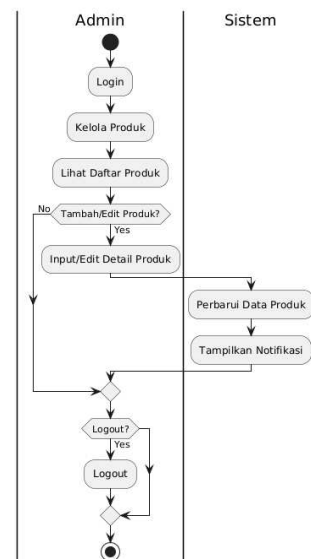 Admin
Sistem
Login
Kelola Produk
Lihat Daftar Produk
No
Tambah/Edit Produk?
Yes
Input/Edit Detail Produk
Perbarui Data Produk
Tampilkan Notifikasi
Logout?
Yes
Logout